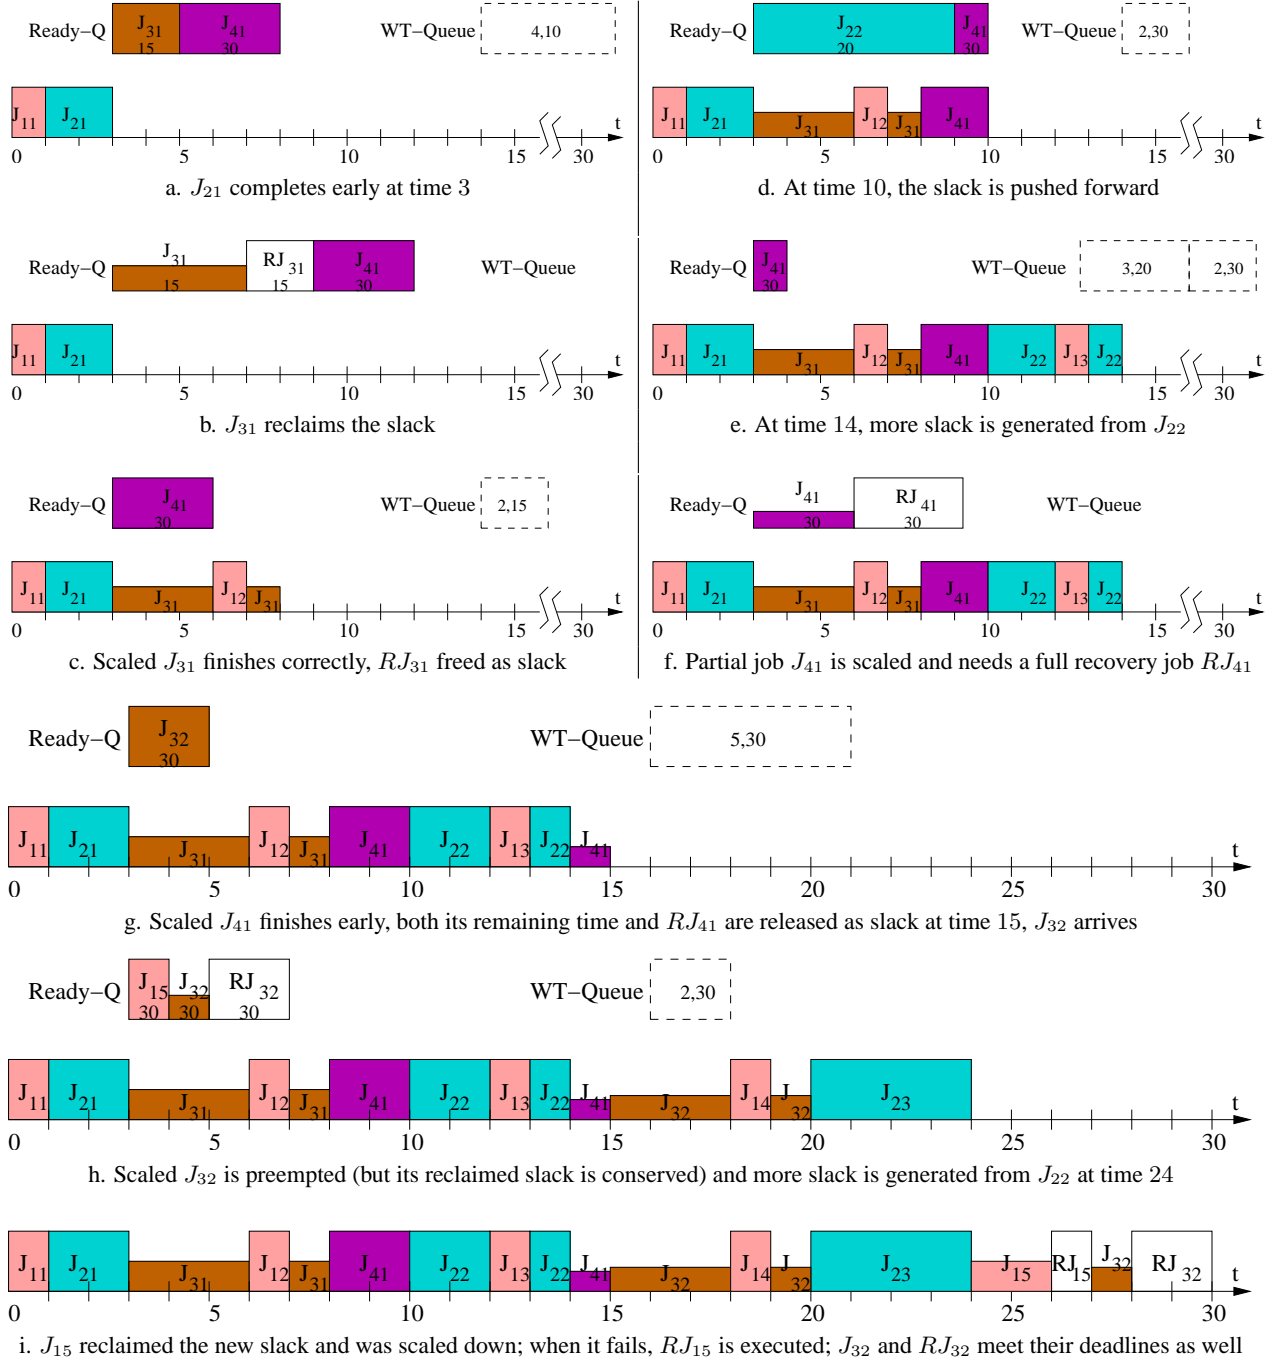 Ready−Q J31 15 J41 30 WT−Queue 4,10
J11 J21 t
0 5 10 15 30
a. J21 completes early at time 3
Ready−Q J22 20 J41 30 WT−Queue 2,30
J11 J21 J31 J12 J31 J41 t
0 5 10 15 30
d. At time 10, the slack is pushed forward
Ready−Q J31 15 RJ31 15 J41 30 WT−Queue
J11 J21 t
0 5 10 15 30
b. J31 reclaims the slack
Ready−Q J41 30 WT−Queue 3,20 2,30
J11 J21 J31 J12 J31 J41 J22 J13 J22 t
0 5 10 15 30
e. At time 14, more slack is generated from J22
Ready−Q J41 30 WT−Queue 2,15
J11 J21 J31 J12 J31 t
0 5 10 15 30
c. Scaled J31 finishes correctly, RJ31 freed as slack
Ready−Q J41 30 RJ41 30 WT−Queue
J11 J21 J31 J12 J31 J41 J22 J13 J22 t
0 5 10 15 30
f. Partial job J41 is scaled and needs a full recovery job RJ41
Ready−Q J32 30 WT−Queue 5,30
J11 J21 J31 J12 J31 J41 J22 J13 J22 J41 t
0 5 10 15 20 25 30
g. Scaled J41 finishes early, both its remaining time and RJ41 are released as slack at time 15, J32 arrives
Ready−Q J15 30 J32 30 RJ32 30 WT−Queue 2,30
J11 J21 J31 J12 J31 J41 J22 J13 J22 J41 J32 J14 J32 J23 t
0 5 10 15 20 25 30
h. Scaled J32 is preempted (but its reclaimed slack is conserved) and more slack is generated from J22 at time 24
J11 J21 J31 J12 J31 J41 J22 J13 J22 J41 J32 J14 J32 J23 J15 RJ15 J32 RJ32 t
0 5 10 15 20 25 30
i. J15 reclaimed the new slack and was scaled down; when it fails, RJ15 is executed; J32 and RJ32 meet their deadlines as well